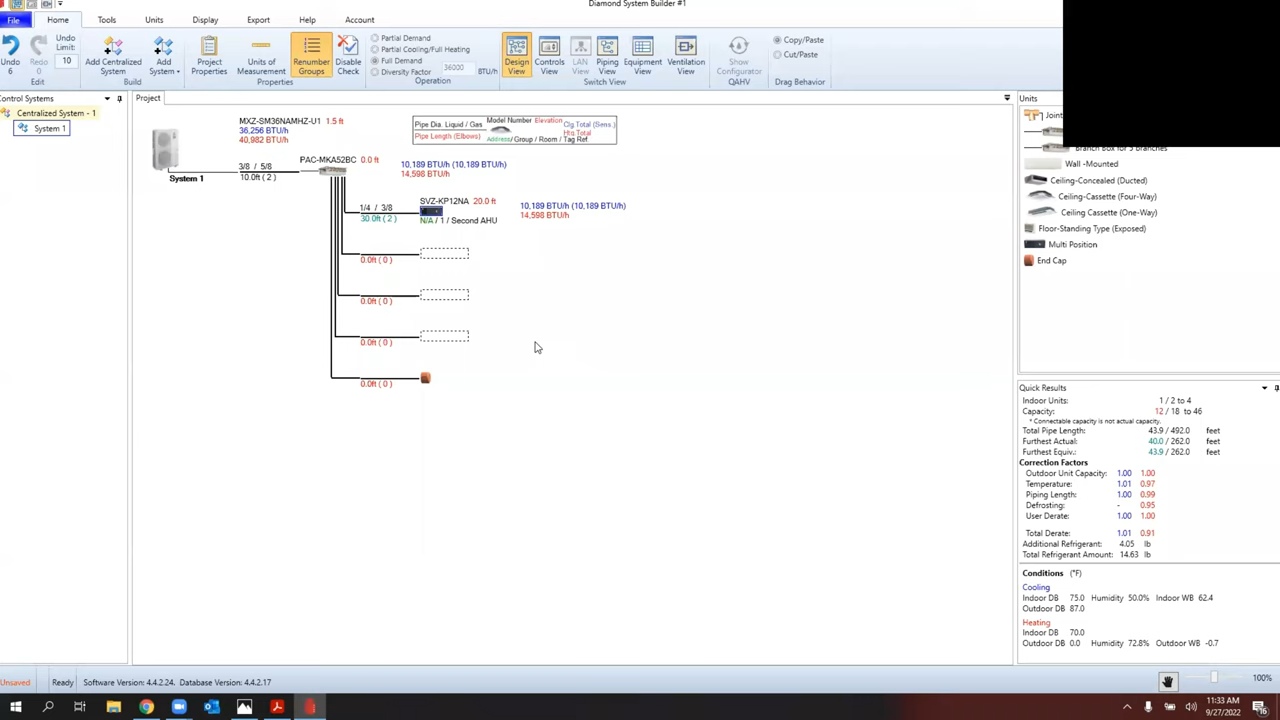 Diamond System Builder #1
File Home Tools Units Display Export Help Account
Undo 6
Redo 0
Undo Limit:
10
Edit
Add Centralized System
Add System
Build
Project Properties
Units of Measurement
Properties
Renumber Groups
Disable Check
Partial Demand
Partial Cooling/Full Heating
Full Demand
Diversity Factor 36000 BTU/h
Operation
Design View
Controls View
LAN View
Piping View
Equipment View
Ventilation View
Switch View
Show Configurator
QAHV
Copy/Paste
Cut/Paste
Drag Behavior
Control Systems
Centralized System - 1
System 1
Project
MXZ-SM36NAMHZ-U1 1.5 ft
36,256 BTU/h
40,982 BTU/h
System 1
3/8 / 5/8
10.0ft ( 2 )
PAC-MKA52BC 0.0 ft
10,189 BTU/h (10,189 BTU/h)
14,598 BTU/h
Pipe Dia. Liquid / Gas
Pipe Length (Elbows)
Model Number Elevation
Address/ Group / Room / Tag Ref.
Clg Total (Sens.)
Htg Total
1/4 / 3/8
30.0ft ( 2 )
SVZ-KP12NA 20.0 ft
N/A / 1 / Second AHU
10,189 BTU/h (10,189 BTU/h)
14,598 BTU/h
0.0ft ( 0 )
0.0ft ( 0 )
0.0ft ( 0 )
0.0ft ( 0 )
Units
Joint
Branch Box for 5 branches
Wall -Mounted
Ceiling-Concealed (Ducted)
Ceiling-Cassette (Four-Way)
Ceiling Cassette (One-Way)
Floor-Standing Type (Exposed)
Multi Position
End Cap
Quick Results
Indoor Units: 1 / 2 to 4
Capacity: 12 / 18 to 46
* Connectable capacity is not actual capacity.
Total Pipe Length: 43.9 / 492.0 feet
Furthest Actual: 40.0 / 262.0 feet
Furthest Equiv.: 43.9 / 262.0 feet
Correction Factors
Outdoor Unit Capacity: 1.00 1.00
Temperature: 1.01 0.97
Piping Length: 1.00 0.99
Defrosting: - 0.95
User Derate: 1.00 1.00
Total Derate: 1.01 0.91
Additional Refrigerant: 4.05 lb
Total Refrigerant Amount: 14.63 lb
Conditions (°F)
Cooling
Indoor DB 75.0 Humidity 50.0% Indoor WB 62.4
Outdoor DB 87.0
Heating
Indoor DB 70.0
Outdoor DB 0.0 Humidity 72.8% Outdoor WB -0.7
Unsaved Ready Software Version: 4.4.2.24. Database Version: 4.4.2.17
100%
11:33 AM
9/27/2022
16